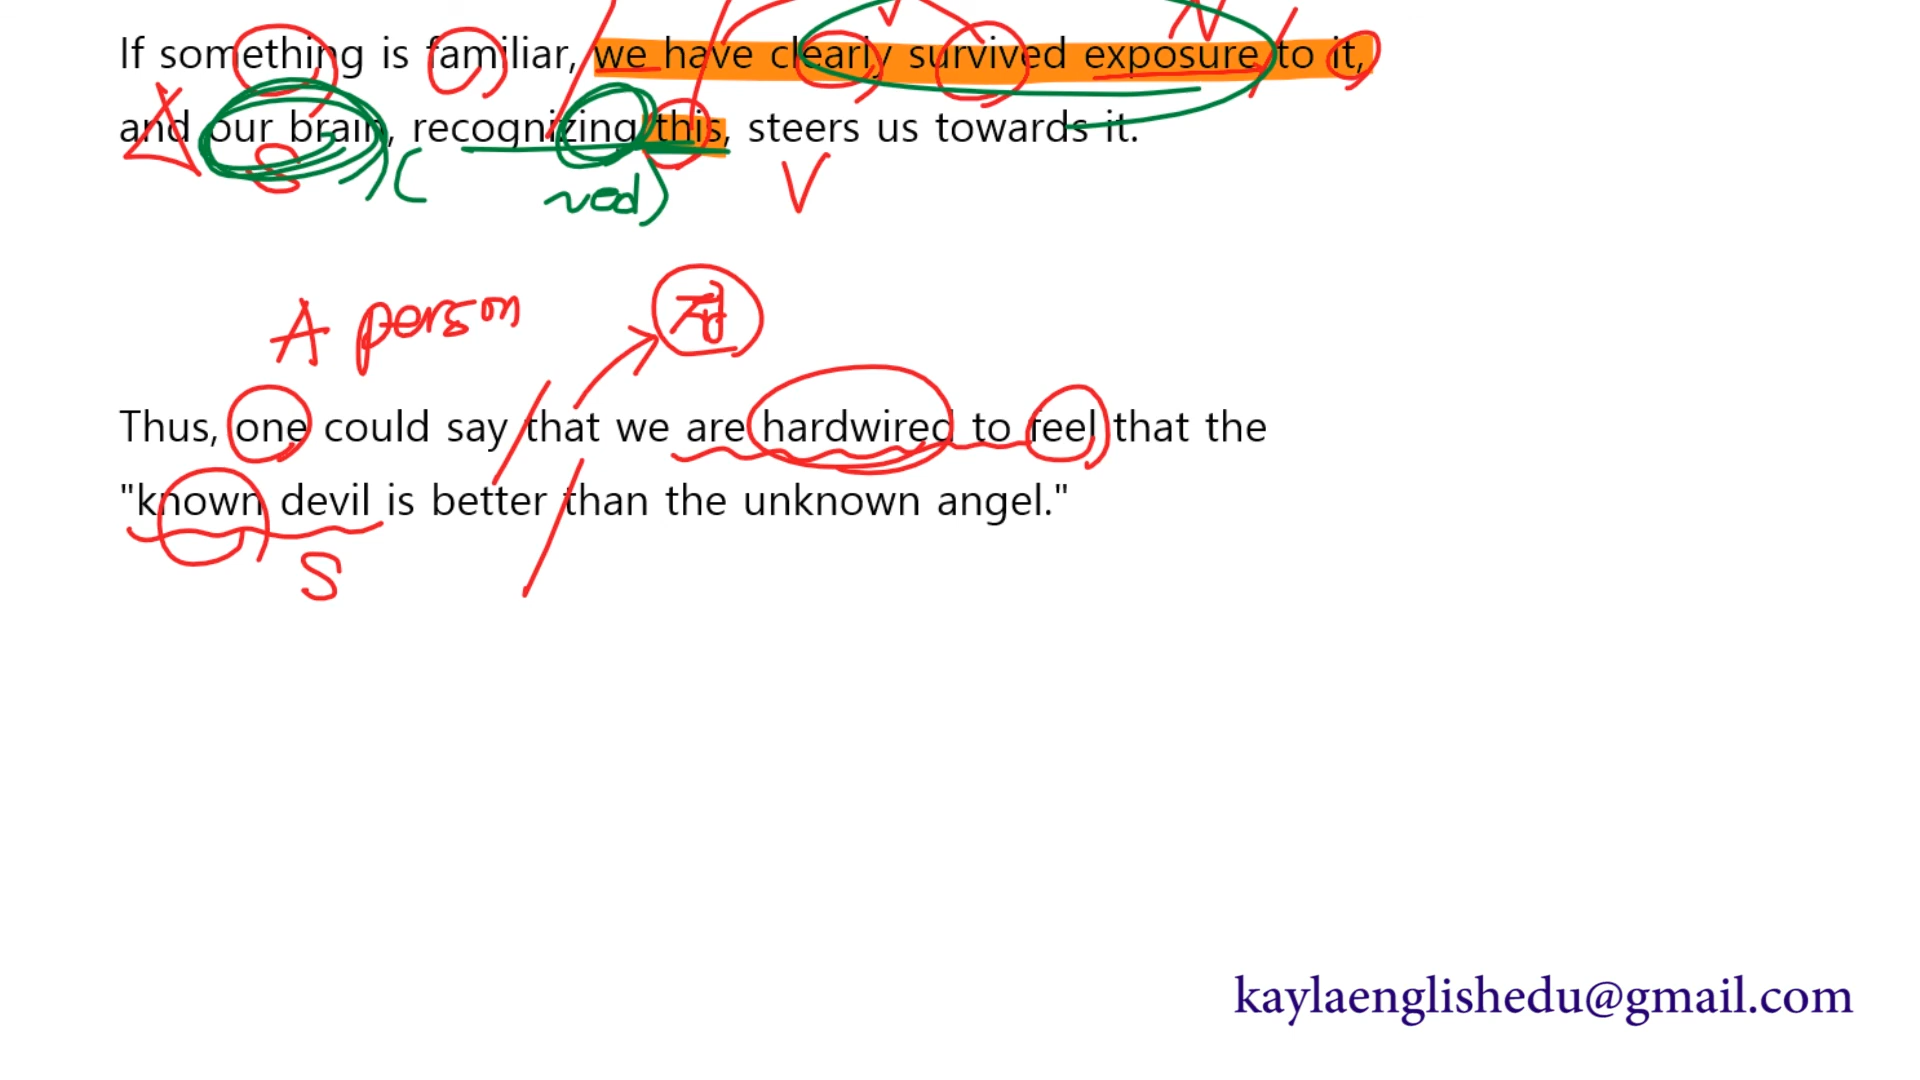 V N
If something is familiar, we have clearly survived exposure to it,
and our brain, recognizing this, steers us towards it.
S ved V
A person 접
Thus, one could say that we are hardwired to feel that the
"known devil is better than the unknown angel."
S
kaylaenglishedu@gmail.com